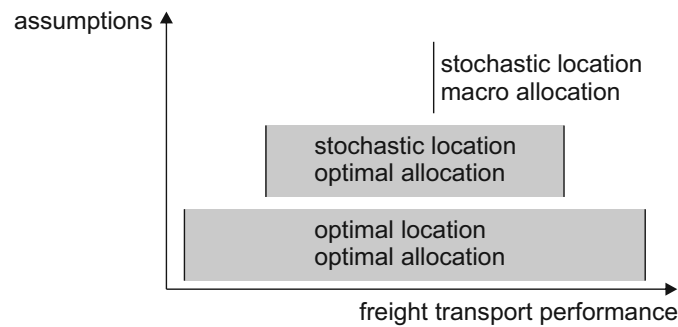 assumptions
stochastic location
macro allocation
stochastic location
optimal allocation
optimal location
optimal allocation
freight transport performance